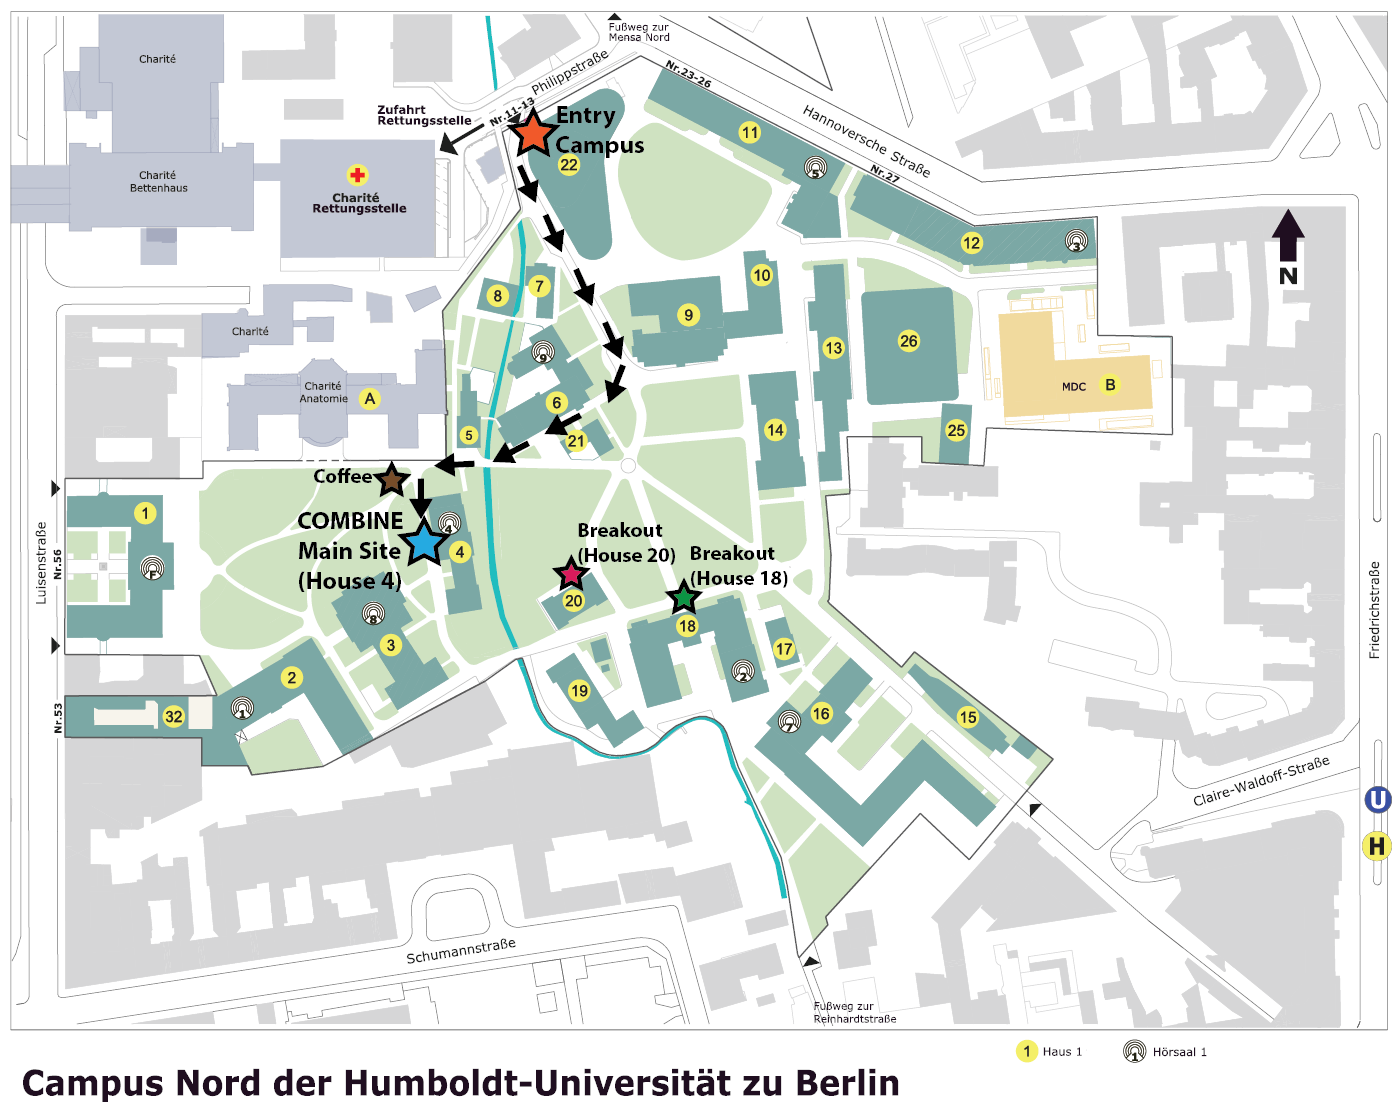 Fußweg zur
Mensa Nord
Charité
Philippstraße
Nr.23-26
Zufahrt
Rettungsstelle
Nr.11-13
Entry
Campus
Hannoversche Straße
11
5
22
Nr.27
Charité
Bettenhaus
Charité
Rettungsstelle
12
3
N
10
7
8
9
26
13
Charité
9
Charité
Anatomie
A
MDC
B
6
5
21
14
25
Coffee
1
COMBINE
Main Site
(House 4)
4
4
Breakout
(House 20)
Breakout
(House 18)
Luisenstraße
Nr.56
F
20
18
8
3
17
2
2
19
Friedrichstraße
Nr.53
32
1
7
16
15
Claire-Waldoff-Straße
U
H
Schumannstraße
Fußweg zur
Reinhardtstraße
1 Haus 1
1 Hörsaal 1
Campus Nord der Humboldt-Universität zu Berlin